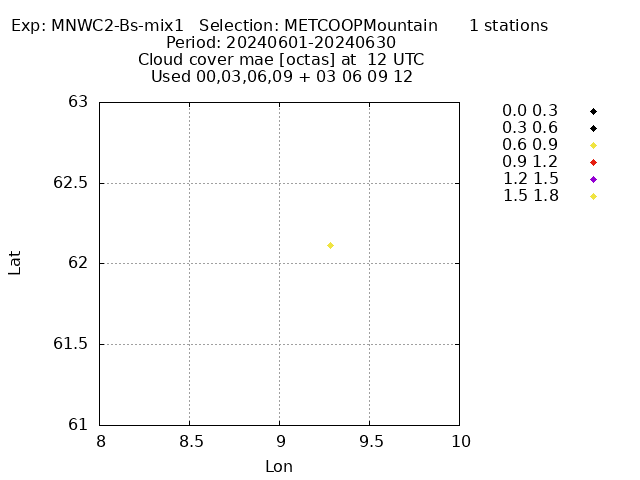 Exp: MNWC2-Bs-mix1 Selection: METCOOPMountain 1 stations
Period: 20240601-20240630
Cloud cover mae [octas] at 12 UTC
Used 00,03,06,09 + 03 06 09 12
0.0 0.3
0.3 0.6
0.6 0.9
0.9 1.2
1.2 1.5
1.5 1.8
63
62.5
62
61.5
61
Lat
8
8.5
9
9.5
10
Lon